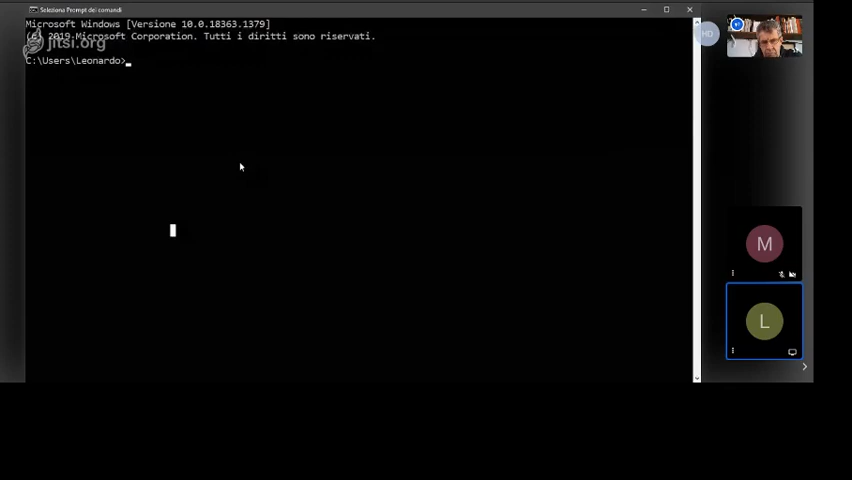 Seleziona Prompt dei comandi
Microsoft Windows [Versione 10.0.18363.1379]
(c) 2019 Microsoft Corporation. Tutti i diritti sono riservati.
jitsi.org
C:\Users\Leonardo>
HD
M
L